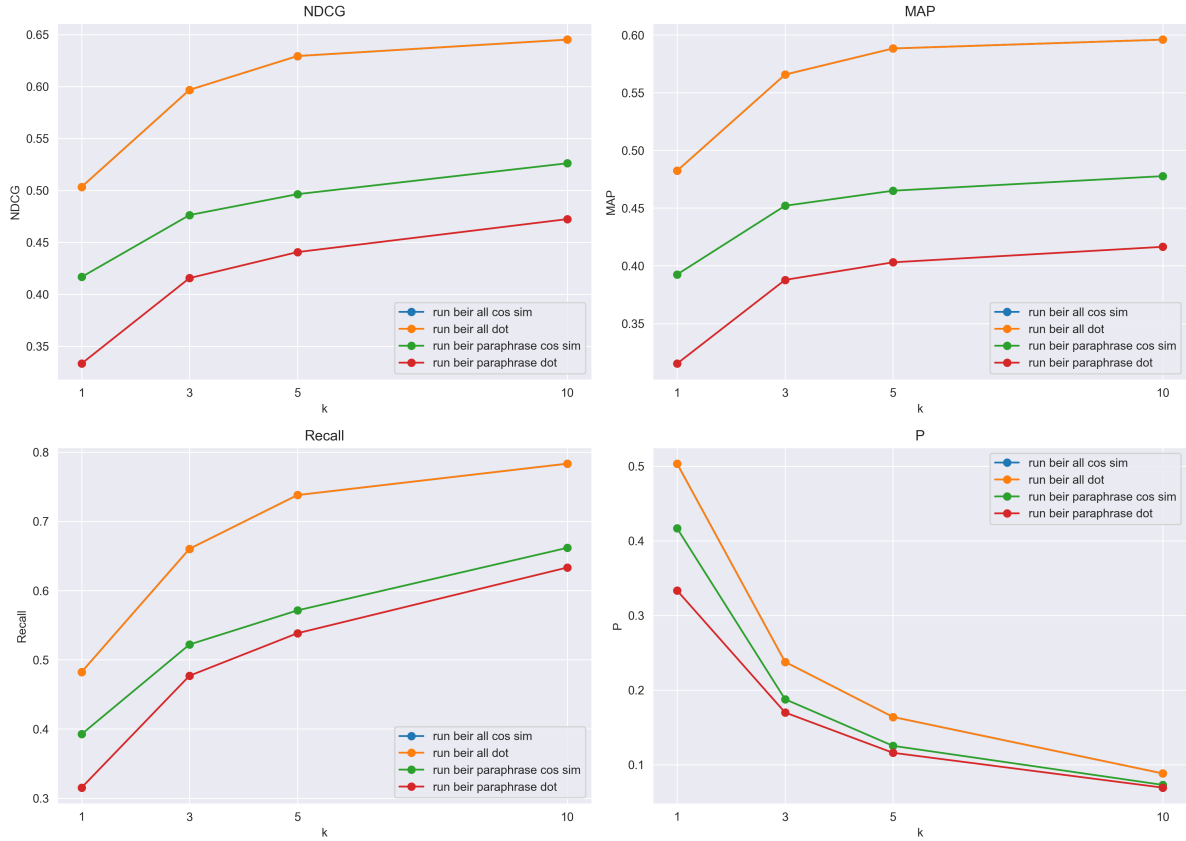 NDCG
0.65
0.60
0.55
0.50
0.45
0.40
0.35
NDCG
run beir all cos sim
run beir all dot
run beir paraphrase cos sim
run beir paraphrase dot
1 3 5 10
k
MAP
0.60
0.55
0.50
0.45
0.40
0.35
MAP
run beir all cos sim
run beir all dot
run beir paraphrase cos sim
run beir paraphrase dot
1 3 5 10
k
Recall
0.8
0.7
0.6
0.5
0.4
0.3
Recall
run beir all cos sim
run beir all dot
run beir paraphrase cos sim
run beir paraphrase dot
1 3 5 10
k
P
0.5
0.4
0.3
0.2
0.1
P
run beir all cos sim
run beir all dot
run beir paraphrase cos sim
run beir paraphrase dot
1 3 5 10
k